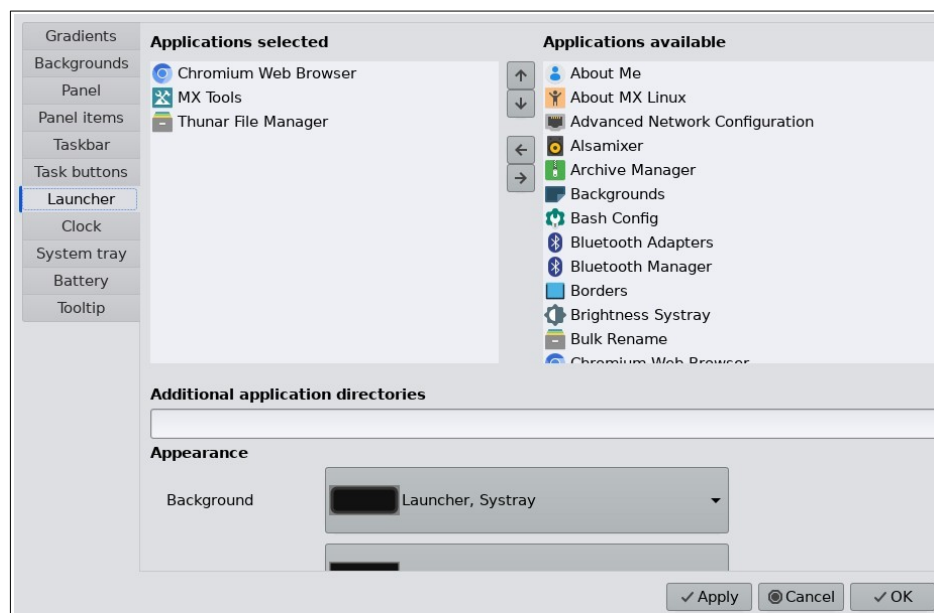 Gradients
Backgrounds
Panel
Panel items
Taskbar
Task buttons
Launcher
Clock
System tray
Battery
Tooltip
Applications selected
Chromium Web Browser
MX Tools
Thunar File Manager
Applications available
About Me
About MX Linux
Advanced Network Configuration
Alsamixer
Archive Manager
Backgrounds
Bash Config
Bluetooth Adapters
Bluetooth Manager
Borders
Brightness Systray
Bulk Rename
Chromium Web Browser
Additional application directories
Appearance
Background
Launcher, Systray
Apply
Cancel
OK